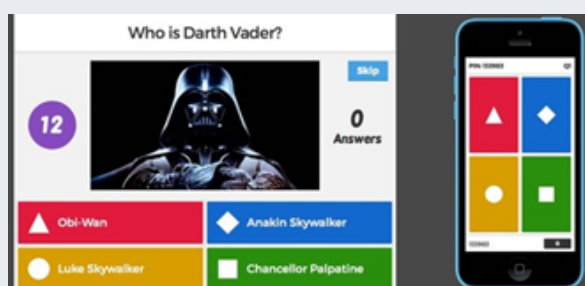 Who is Darth Vader?
Skip
12
0
Answers
Obi-Wan
Anakin Skywalker
Luke Skywalker
Chancellor Palpatine